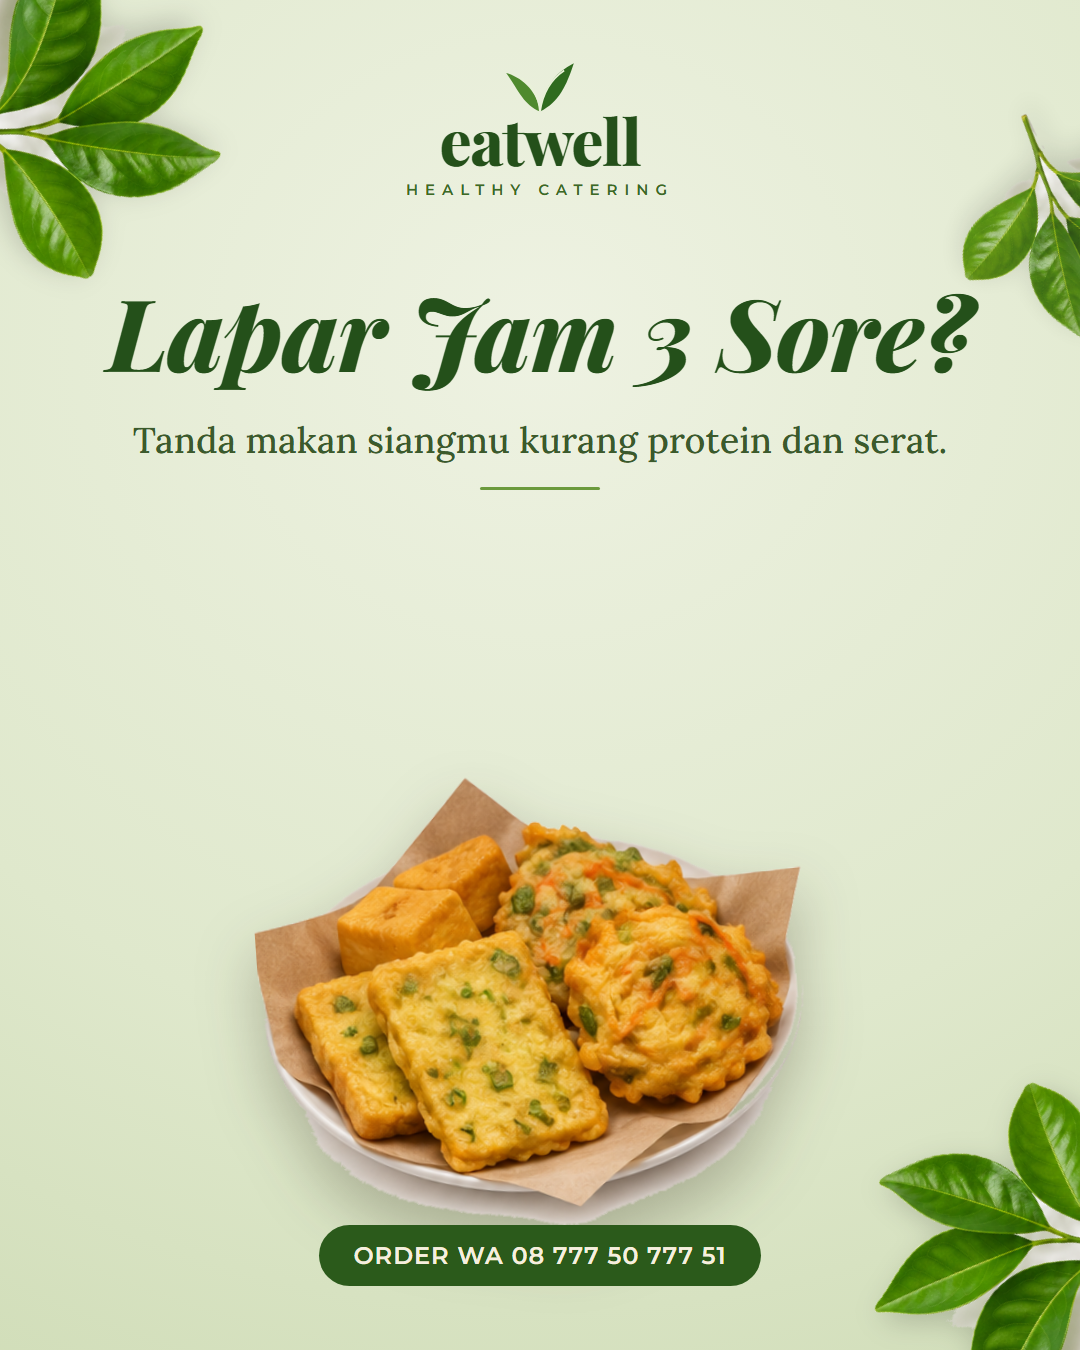 eatwell
HEALTHY CATERING
Lapar Jam 3 Sore?
Tanda makan siangmu kurang protein dan serat.
ORDER WA 08 777 50 777 51